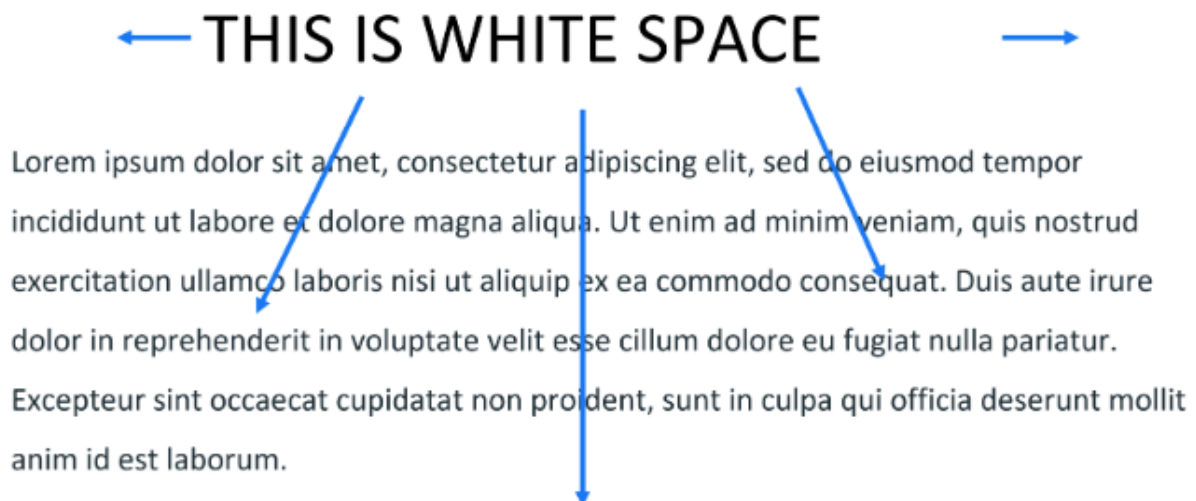 THIS IS WHITE SPACE
Lorem ipsum dolor sit amet, consectetur adipiscing elit, sed do eiusmod tempor
incididunt ut labore et dolore magna aliqua. Ut enim ad minim veniam, quis nostrud
exercitation ullamco laboris nisi ut aliquip ex ea commodo consequat. Duis aute irure
dolor in reprehenderit in voluptate velit esse cillum dolore eu fugiat nulla pariatur.
Excepteur sint occaecat cupidatat non proident, sunt in culpa qui officia deserunt mollit
anim id est laborum.